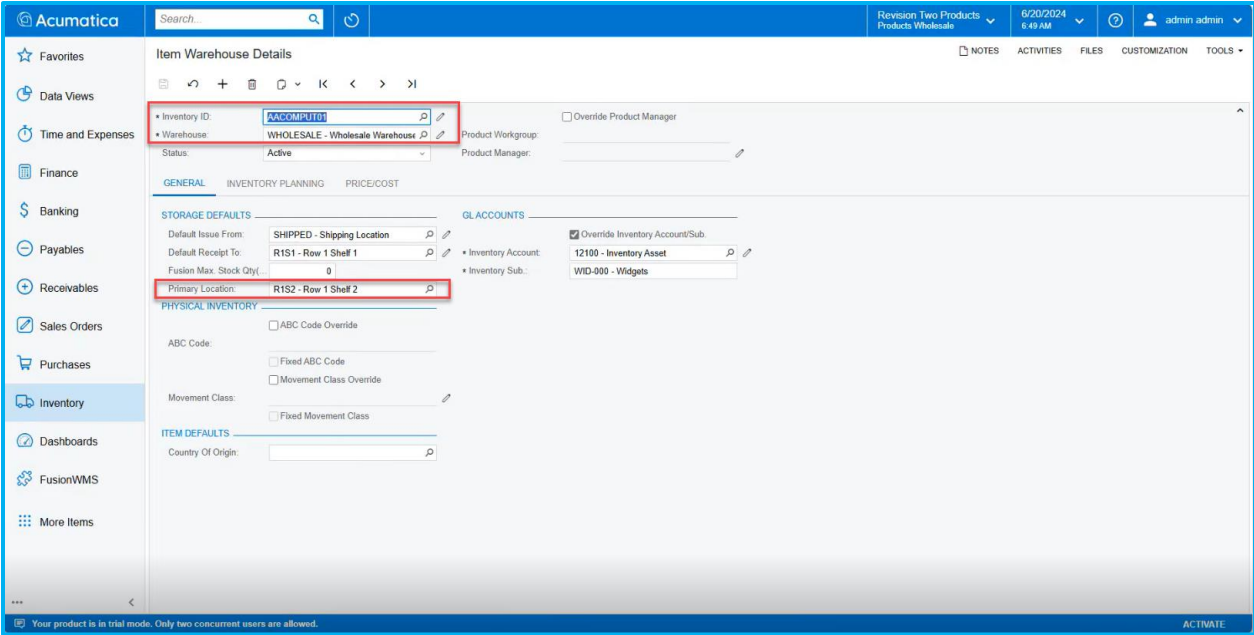 Acumatica
Search...
Revision Two Products
Products Wholesale
6/20/2024
6:49 AM
admin admin
Favorites
Data Views
Time and Expenses
Finance
Banking
Payables
Receivables
Sales Orders
Purchases
Inventory
Dashboards
FusionWMS
More Items
Item Warehouse Details
NOTES ACTIVITIES FILES CUSTOMIZATION TOOLS
* Inventory ID: AACOMPUT01
* Warehouse: WHOLESALE - Wholesale Warehouse
Status: Active
Override Product Manager
Product Workgroup:
Product Manager:
GENERAL INVENTORY PLANNING PRICE/COST
STORAGE DEFAULTS
Default Issue From: SHIPPED - Shipping Location
Default Receipt To: R1S1 - Row 1 Shelf 1
Fusion Max. Stock Qty(... 0
Primary Location: R1S2 - Row 1 Shelf 2
PHYSICAL INVENTORY
ABC Code Override
ABC Code:
Fixed ABC Code
Movement Class Override
Movement Class:
Fixed Movement Class
ITEM DEFAULTS
Country Of Origin:
GL ACCOUNTS
Override Inventory Account/Sub.
* Inventory Account: 12100 - Inventory Asset
* Inventory Sub.: WID-000 - Widgets
Your product is in trial mode. Only two concurrent users are allowed.
ACTIVATE